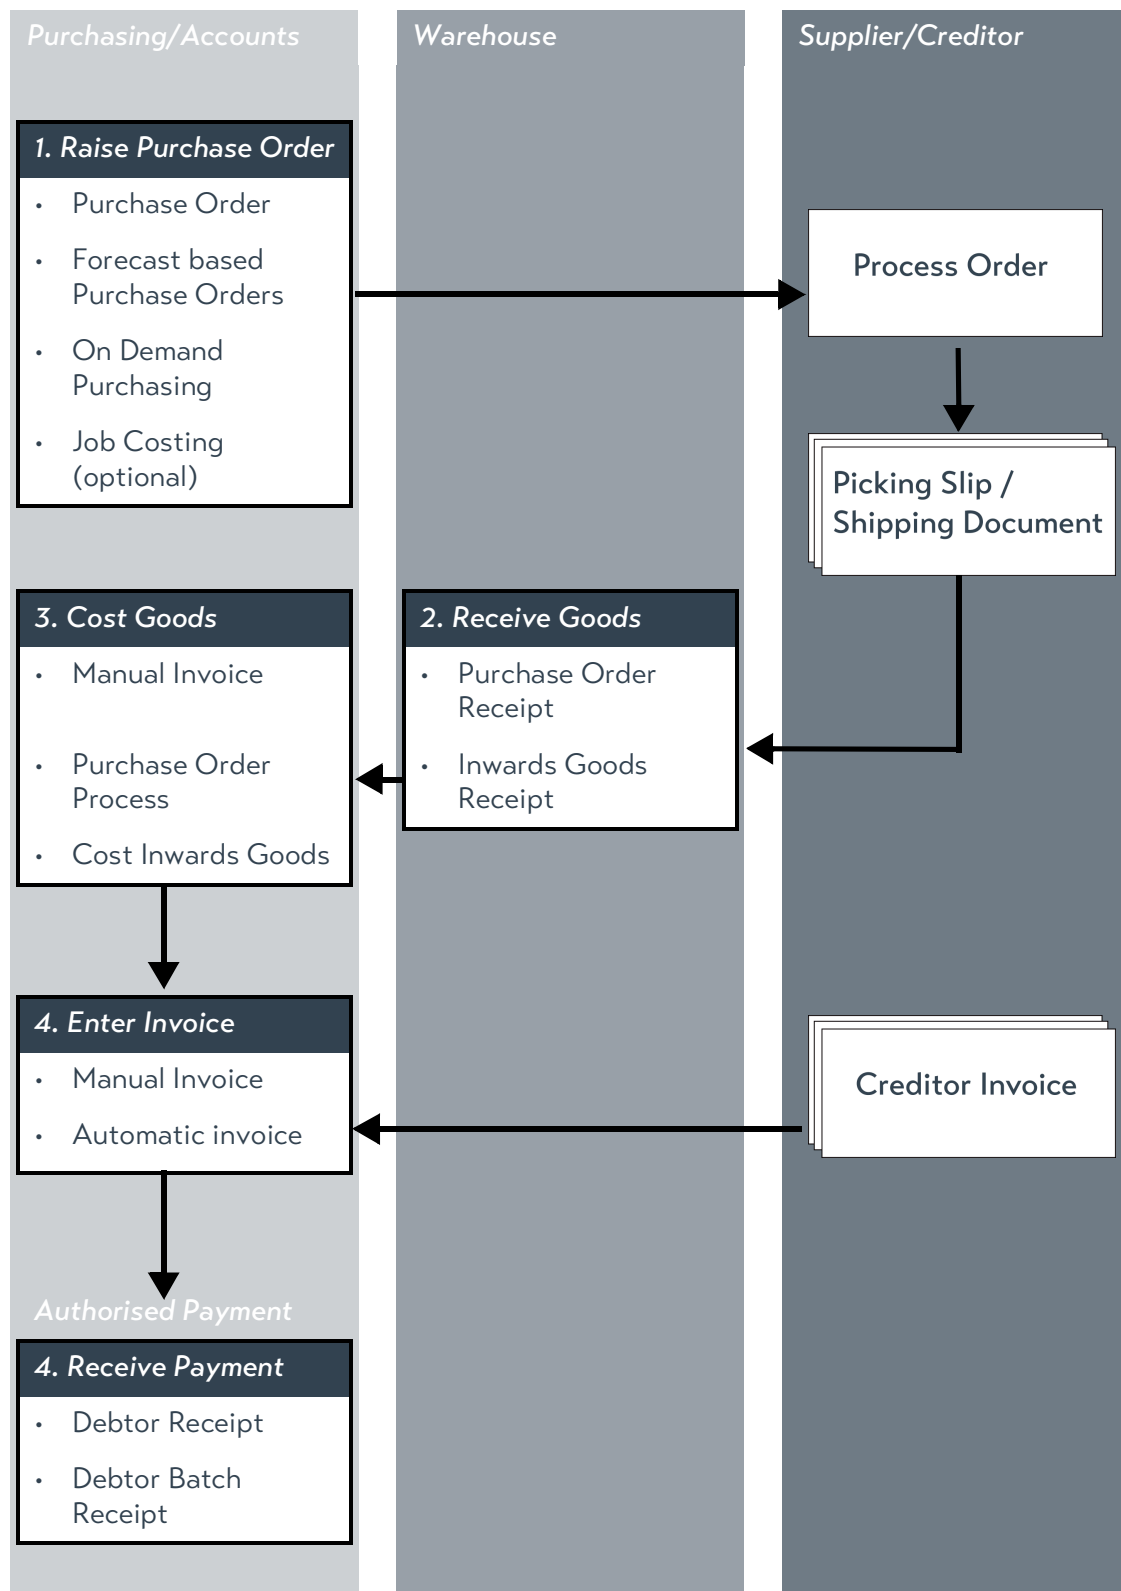 Purchasing/Accounts
Warehouse
Supplier/Creditor
1. Raise Purchase Order
• Purchase Order
• Forecast based
Purchase Orders
• On Demand
Purchasing
• Job Costing
(optional)
Process Order
Picking Slip /
Shipping Document
3. Cost Goods
• Manual Invoice
• Purchase Order
Process
• Cost Inwards Goods
2. Receive Goods
• Purchase Order
Receipt
• Inwards Goods
Receipt
4. Enter Invoice
• Manual Invoice
• Automatic invoice
Creditor Invoice
Authorised Payment
4. Receive Payment
• Debtor Receipt
• Debtor Batch
Receipt